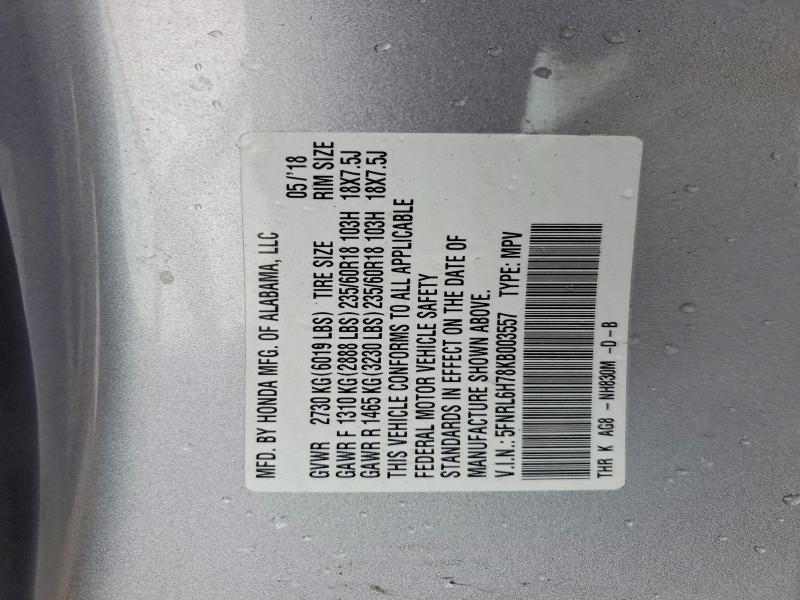 MFD. BY HONDA MFG. OF ALABAMA, LLC 05/'18
GVWR 2730 KG (6019 LBS) TIRE SIZE RIM SIZE
GAWR F 1310 KG (2888 LBS) 235/60R18 103H 18X7.5J
GAWR R 1465 KG (3230 LBS) 235/60R18 103H 18X7.5J
THIS VEHICLE CONFORMS TO ALL APPLICABLE
FEDERAL MOTOR VEHICLE SAFETY
STANDARDS IN EFFECT ON THE DATE OF
MANUFACTURE SHOWN ABOVE.
V.I.N.: 5FNRL6H78KB003557 TYPE: MPV
THR K AG8 - NH830M -D-B